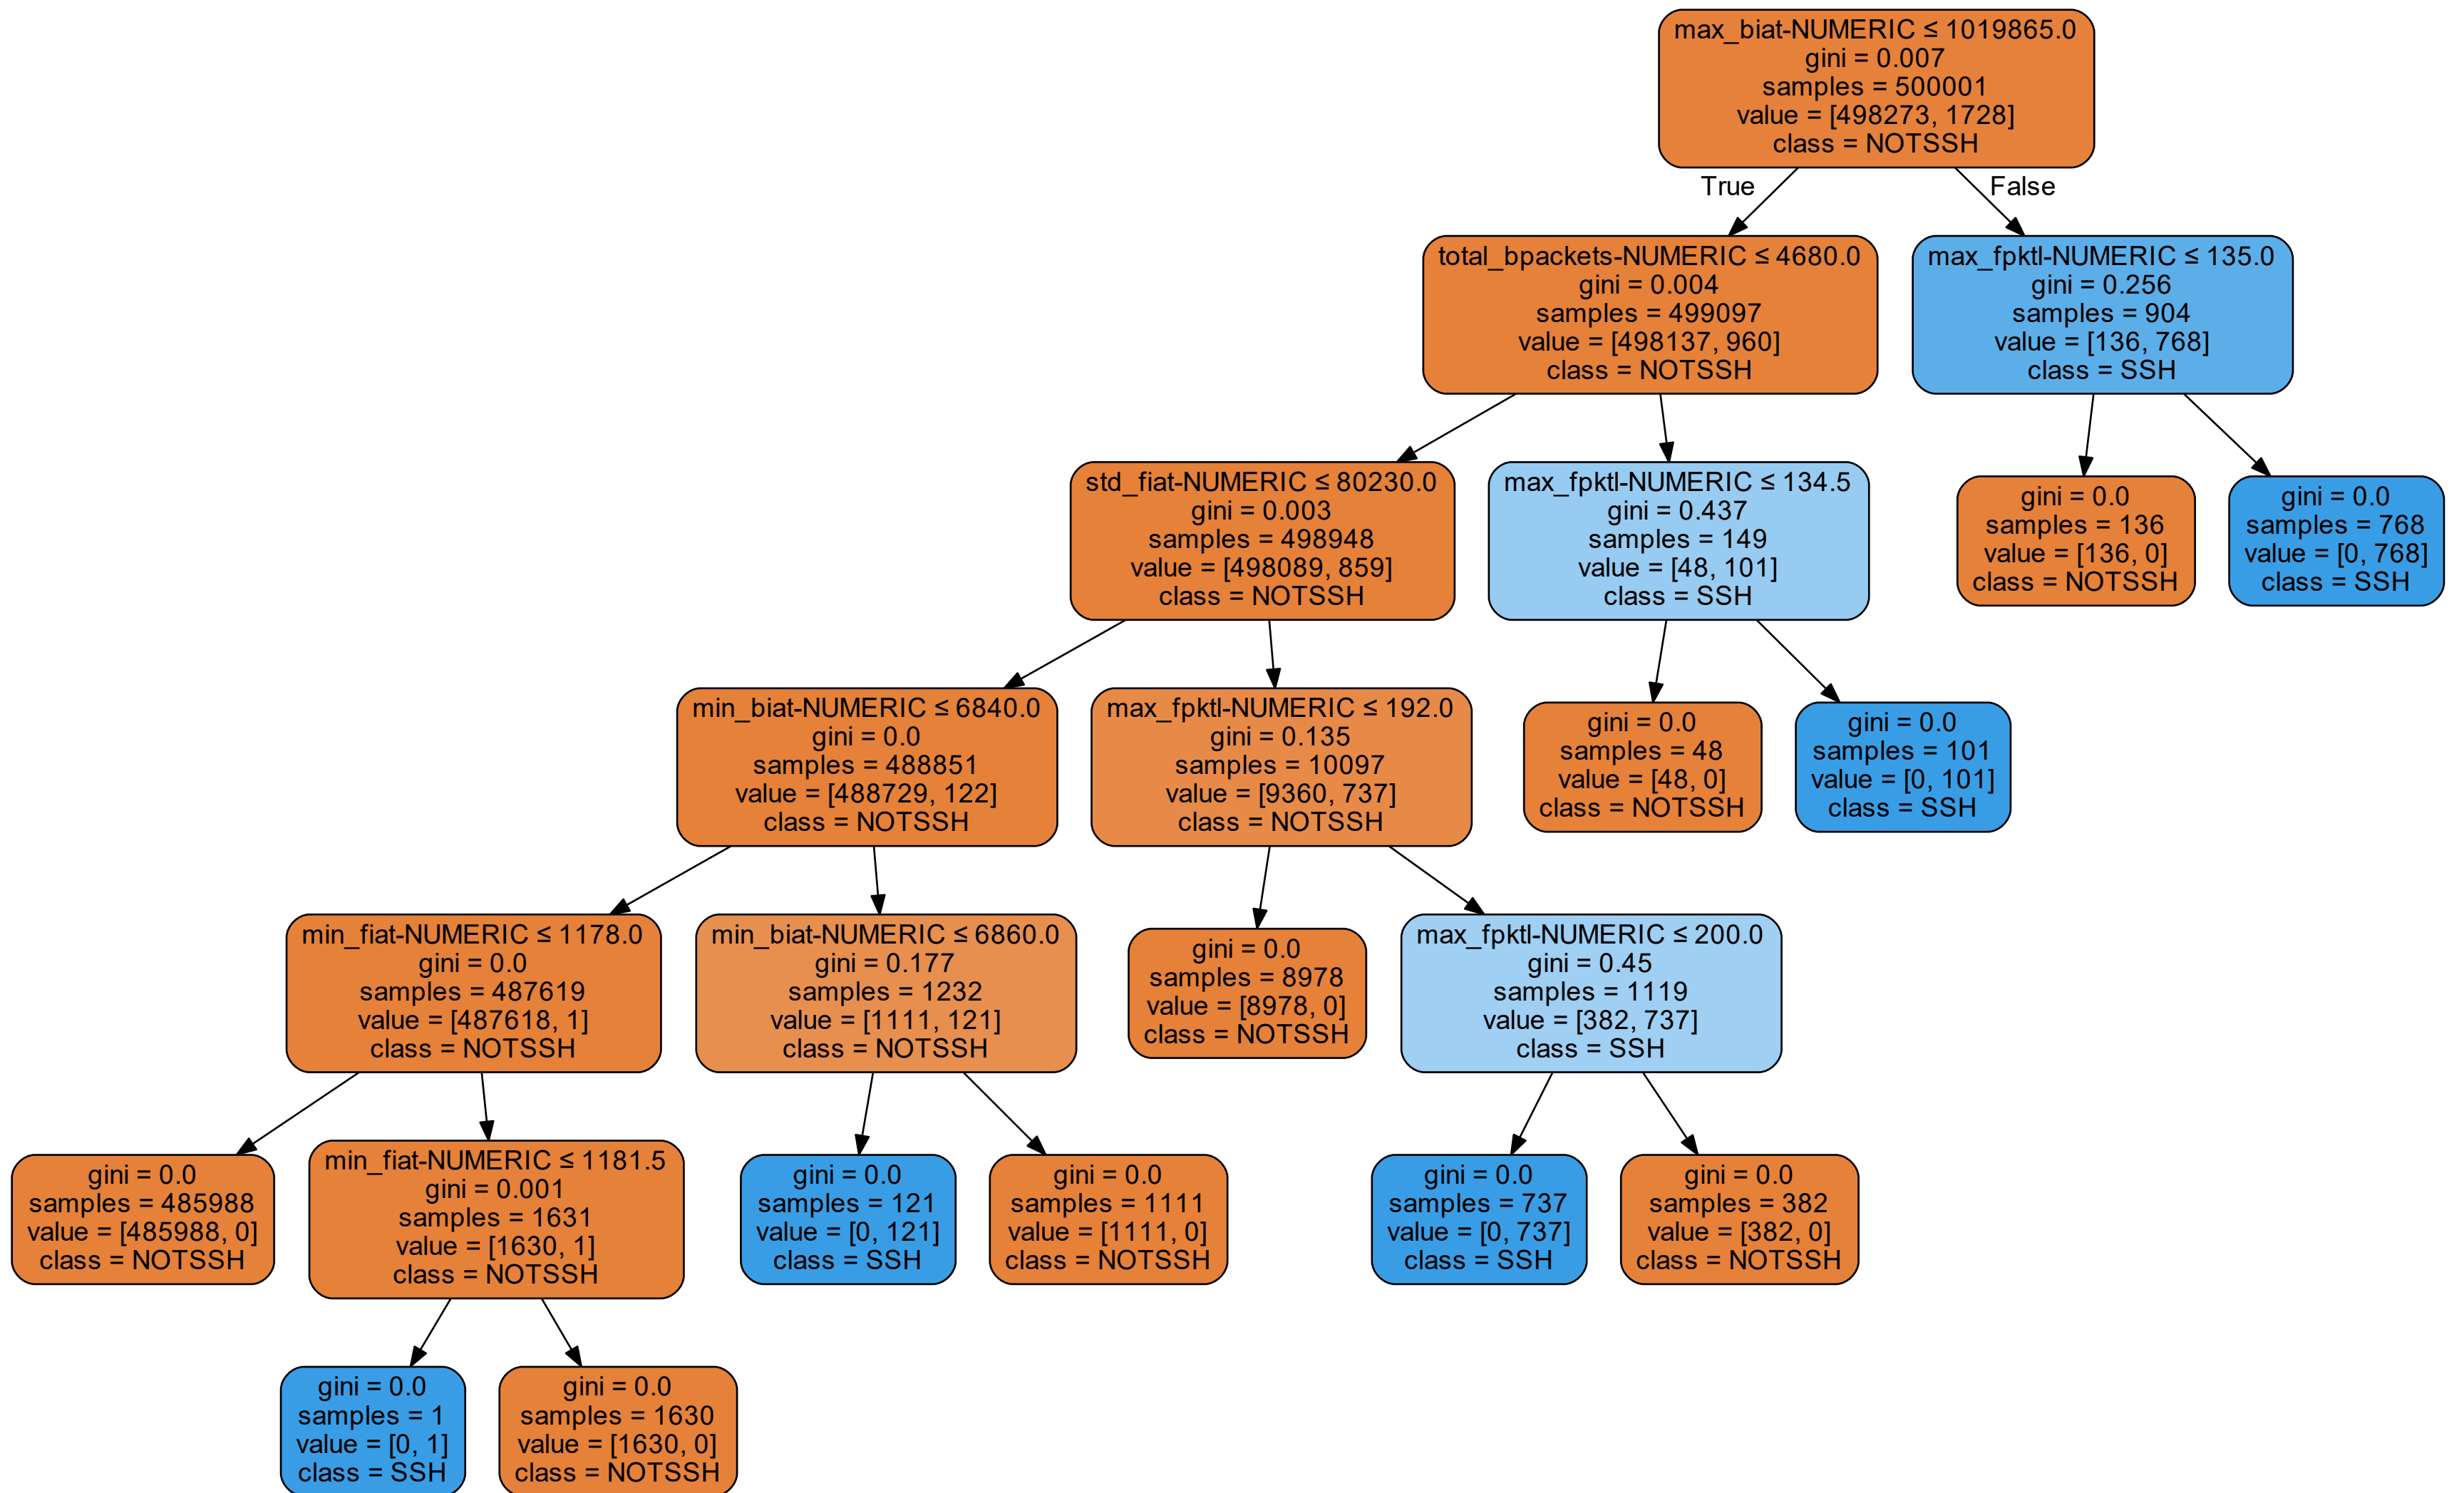 max_biat-NUMERIC ≤ 1019865.0
gini = 0.007
samples = 500001
value = [498273, 1728]
class = NOTSSH
True
False
total_bpackets-NUMERIC ≤ 4680.0
gini = 0.004
samples = 499097
value = [498137, 960]
class = NOTSSH
max_fpktl-NUMERIC ≤ 135.0
gini = 0.256
samples = 904
value = [136, 768]
class = SSH
std_fiat-NUMERIC ≤ 80230.0
gini = 0.003
samples = 498948
value = [498089, 859]
class = NOTSSH
max_fpktl-NUMERIC ≤ 134.5
gini = 0.437
samples = 149
value = [48, 101]
class = SSH
gini = 0.0
samples = 136
value = [136, 0]
class = NOTSSH
gini = 0.0
samples = 768
value = [0, 768]
class = SSH
min_biat-NUMERIC ≤ 6840.0
gini = 0.0
samples = 488851
value = [488729, 122]
class = NOTSSH
max_fpktl-NUMERIC ≤ 192.0
gini = 0.135
samples = 10097
value = [9360, 737]
class = NOTSSH
gini = 0.0
samples = 48
value = [48, 0]
class = NOTSSH
gini = 0.0
samples = 101
value = [0, 101]
class = SSH
min_fiat-NUMERIC ≤ 1178.0
gini = 0.0
samples = 487619
value = [487618, 1]
class = NOTSSH
min_biat-NUMERIC ≤ 6860.0
gini = 0.177
samples = 1232
value = [1111, 121]
class = NOTSSH
gini = 0.0
samples = 8978
value = [8978, 0]
class = NOTSSH
max_fpktl-NUMERIC ≤ 200.0
gini = 0.45
samples = 1119
value = [382, 737]
class = SSH
gini = 0.0
samples = 485988
value = [485988, 0]
class = NOTSSH
min_fiat-NUMERIC ≤ 1181.5
gini = 0.001
samples = 1631
value = [1630, 1]
class = NOTSSH
gini = 0.0
samples = 121
value = [0, 121]
class = SSH
gini = 0.0
samples = 1111
value = [1111, 0]
class = NOTSSH
gini = 0.0
samples = 737
value = [0, 737]
class = SSH
gini = 0.0
samples = 382
value = [382, 0]
class = NOTSSH
gini = 0.0
samples = 1
value = [0, 1]
class = SSH
gini = 0.0
samples = 1630
value = [1630, 0]
class = NOTSSH